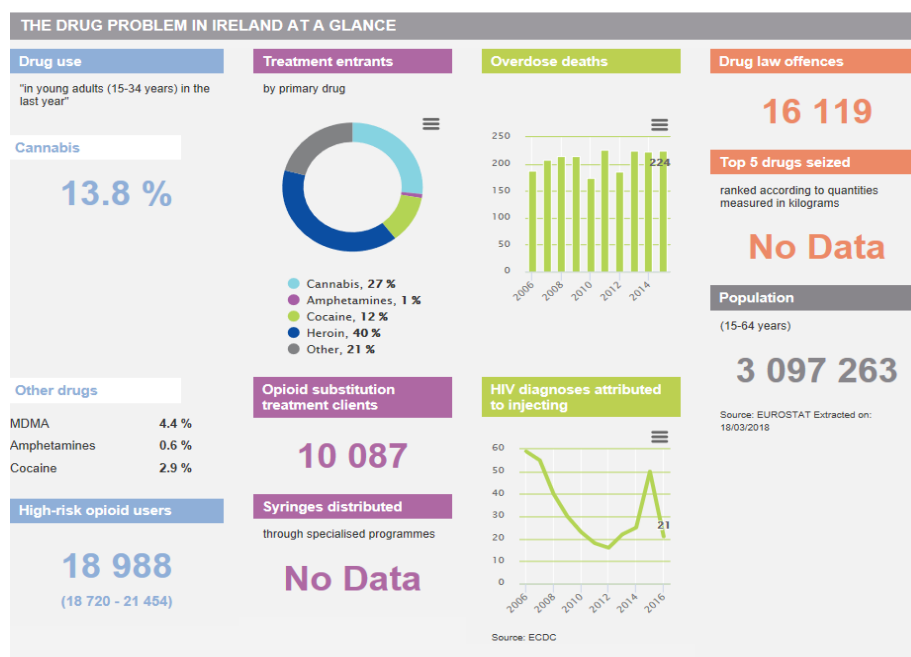 THE DRUG PROBLEM IN IRELAND AT A GLANCE
Drug use
"in young adults (15-34 years) in the
last year"
Cannabis
13.8 %
Other drugs
MDMA 4.4 %
Amphetamines 0.6 %
Cocaine 2.9 %
High-risk opioid users
18 988
(18 720 - 21 454)
Treatment entrants
by primary drug
Cannabis, 27 %
Amphetamines, 1 %
Cocaine, 12 %
Heroin, 40 %
Other, 21 %
Opioid substitution
treatment clients
10 087
Syringes distributed
through specialised programmes
No Data
Overdose deaths
250
200
150
100
50
0
224
2006 2008 2010 2012 2014
HIV diagnoses attributed
to injecting
60
50
40
30
20
10
0
21
2006 2008 2010 2012 2014 2016
Source: ECDC
Drug law offences
16 119
Top 5 drugs seized
ranked according to quantities
measured in kilograms
No Data
Population
(15-64 years)
3 097 263
Source: EUROSTAT Extracted on:
18/03/2018